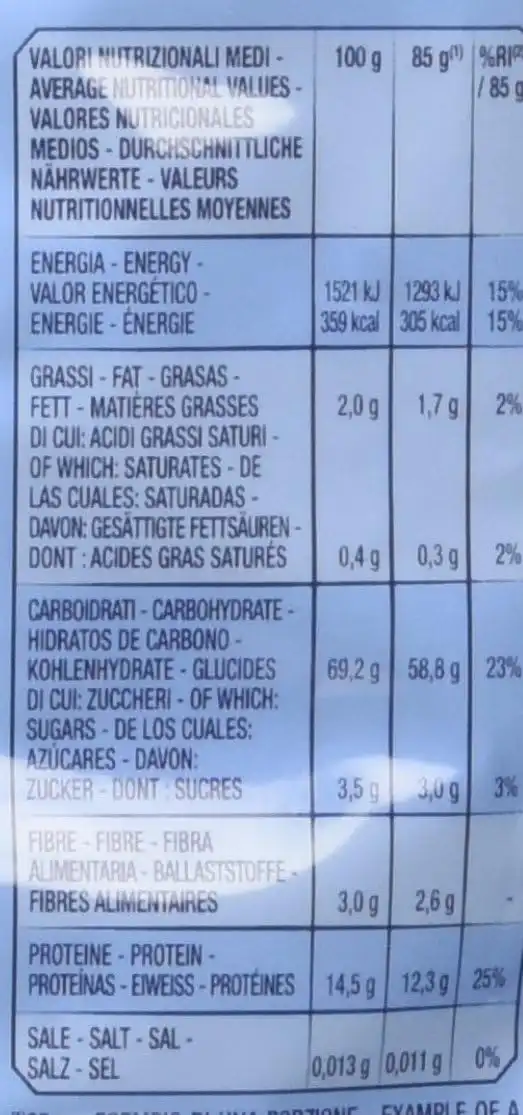 VALORI NUTRIZIONALI MEDI - 100 g 85 g(1) %RI(2)
AVERAGE NUTRITIONAL VALUES - / 85 g
VALORES NUTRICIONALES
MEDIOS - DURCHSCHNITTLICHE
NÄHRWERTE - VALEURS
NUTRITIONNELLES MOYENNES
ENERGIA - ENERGY -
VALOR ENERGÉTICO - 1521 kJ 1293 kJ 15%
ENERGIE - ÉNERGIE 359 kcal 305 kcal 15%
GRASSI - FAT - GRASAS -
FETT - MATIÈRES GRASSES 2,0 g 1,7 g 2%
DI CUI: ACIDI GRASSI SATURI -
OF WHICH: SATURATES - DE
LAS CUALES: SATURADAS -
DAVON: GESÄTTIGTE FETTSÄUREN -
DONT : ACIDES GRAS SATURÉS 0,4 g 0,3 g 2%
CARBOIDRATI - CARBOHYDRATE -
HIDRATOS DE CARBONO -
KOHLENHYDRATE - GLUCIDES 69,2 g 58,8 g 23%
DI CUI: ZUCCHERI - OF WHICH:
SUGARS - DE LOS CUALES:
AZÚCARES - DAVON:
ZUCKER - DONT : SUCRES 3,5 g 3,0 g 3%
FIBRE - FIBRE - FIBRA
ALIMENTARIA - BALLASTSTOFFE -
FIBRES ALIMENTAIRES 3,0 g 2,6 g -
PROTEINE - PROTEIN -
PROTEÍNAS - EIWEISS - PROTÉINES 14,5 g 12,3 g 25%
SALE - SALT - SAL -
SALZ - SEL 0,013 g 0,011 g 0%
EXAMPLE OF A